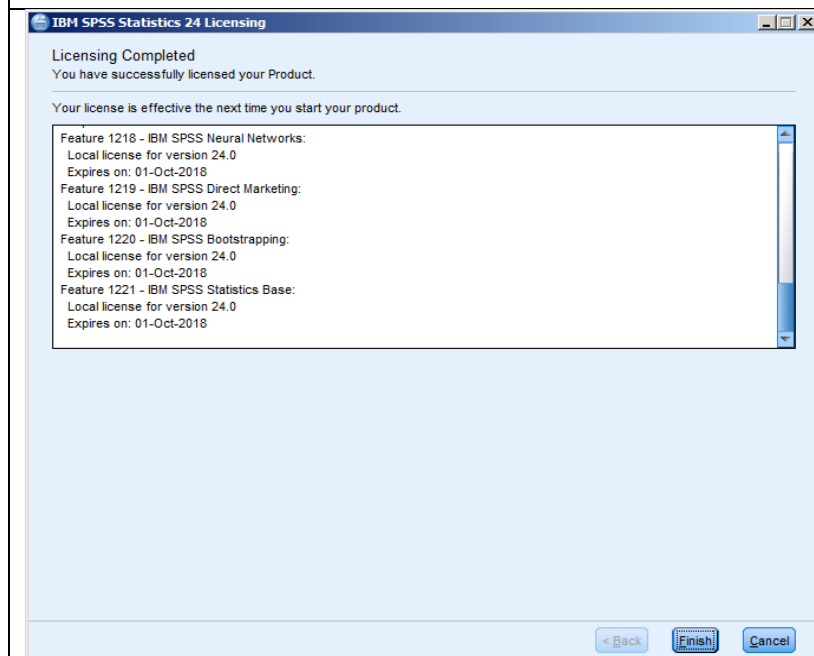 IBM SPSS Statistics 24 Licensing
Licensing Completed
You have successfully licensed your Product.
Your license is effective the next time you start your product.
Feature 1218 - IBM SPSS Neural Networks:
Local license for version 24.0
Expires on: 01-Oct-2018
Feature 1219 - IBM SPSS Direct Marketing:
Local license for version 24.0
Expires on: 01-Oct-2018
Feature 1220 - IBM SPSS Bootstrapping:
Local license for version 24.0
Expires on: 01-Oct-2018
Feature 1221 - IBM SPSS Statistics Base:
Local license for version 24.0
Expires on: 01-Oct-2018
< Back Finish Cancel